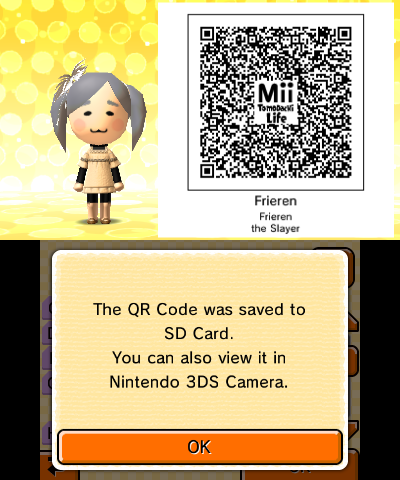 Mii
Tomodachi
Life
Frieren
Frieren
the Slayer
The QR Code was saved to
SD Card.
You can also view it in
Nintendo 3DS Camera.
OK